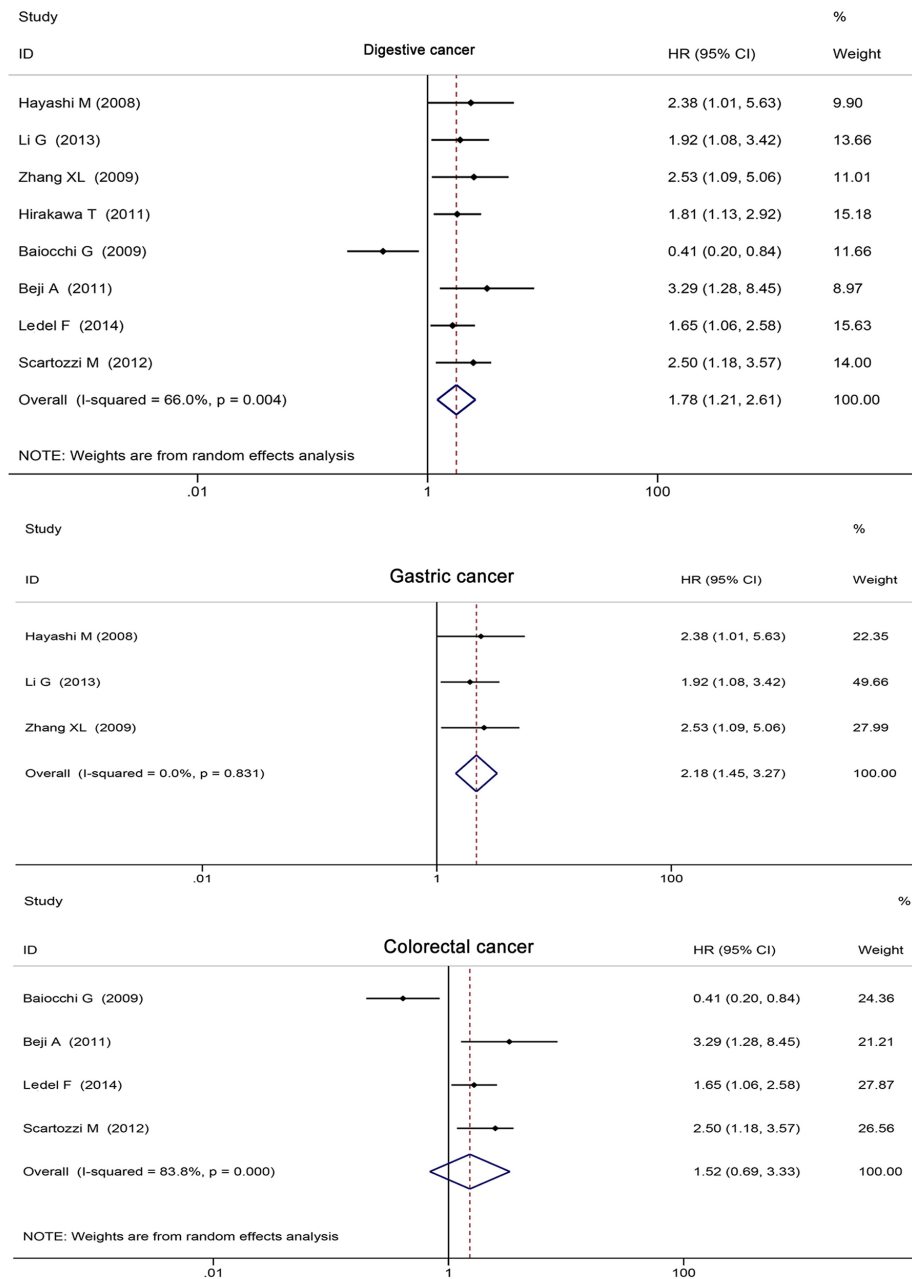 Study %
ID Digestive cancer HR (95% CI) Weight
Hayashi M (2008) 2.38 (1.01, 5.63) 9.90
Li G (2013) 1.92 (1.08, 3.42) 13.66
Zhang XL (2009) 2.53 (1.09, 5.06) 11.01
Hirakawa T (2011) 1.81 (1.13, 2.92) 15.18
Baiocchi G (2009) 0.41 (0.20, 0.84) 11.66
Beji A (2011) 3.29 (1.28, 8.45) 8.97
Ledel F (2014) 1.65 (1.06, 2.58) 15.63
Scartozzi M (2012) 2.50 (1.18, 3.57) 14.00
Overall (I-squared = 66.0%, p = 0.004) 1.78 (1.21, 2.61) 100.00
NOTE: Weights are from random effects analysis
.01 1 100
Study %
ID Gastric cancer HR (95% CI) Weight
Hayashi M (2008) 2.38 (1.01, 5.63) 22.35
Li G (2013) 1.92 (1.08, 3.42) 49.66
Zhang XL (2009) 2.53 (1.09, 5.06) 27.99
Overall (I-squared = 0.0%, p = 0.831) 2.18 (1.45, 3.27) 100.00
.01 1 100
Study %
ID Colorectal cancer HR (95% CI) Weight
Baiocchi G (2009) 0.41 (0.20, 0.84) 24.36
Beji A (2011) 3.29 (1.28, 8.45) 21.21
Ledel F (2014) 1.65 (1.06, 2.58) 27.87
Scartozzi M (2012) 2.50 (1.18, 3.57) 26.56
Overall (I-squared = 83.8%, p = 0.000) 1.52 (0.69, 3.33) 100.00
NOTE: Weights are from random effects analysis
.01 1 100